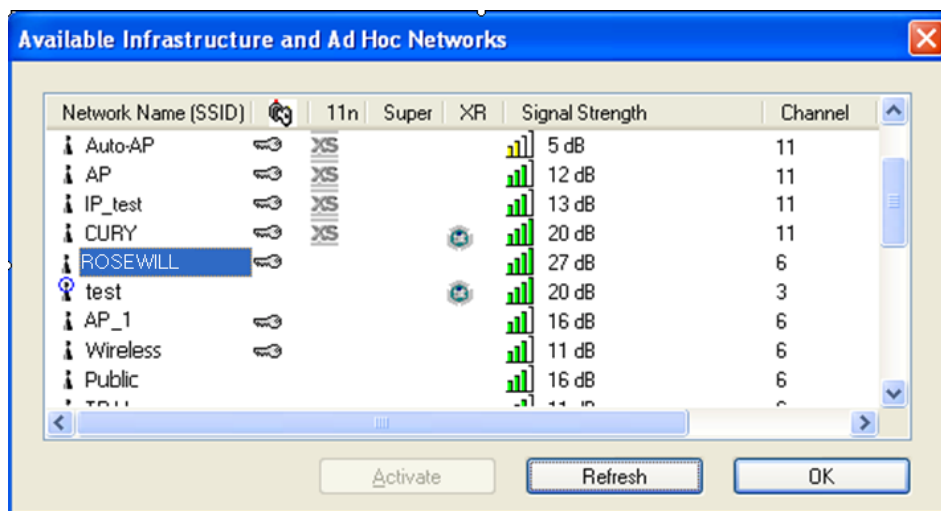 Available Infrastructure and Ad Hoc Networks
Network Name (SSID) 11n Super XR Signal Strength Channel
Auto-AP XS 5 dB 11
AP XS 12 dB 11
IP_test XS 13 dB 11
CURY XS 20 dB 11
ROSEWILL 27 dB 6
test 20 dB 3
AP_1 16 dB 6
Wireless 11 dB 6
Public 16 dB 6
Activate Refresh OK